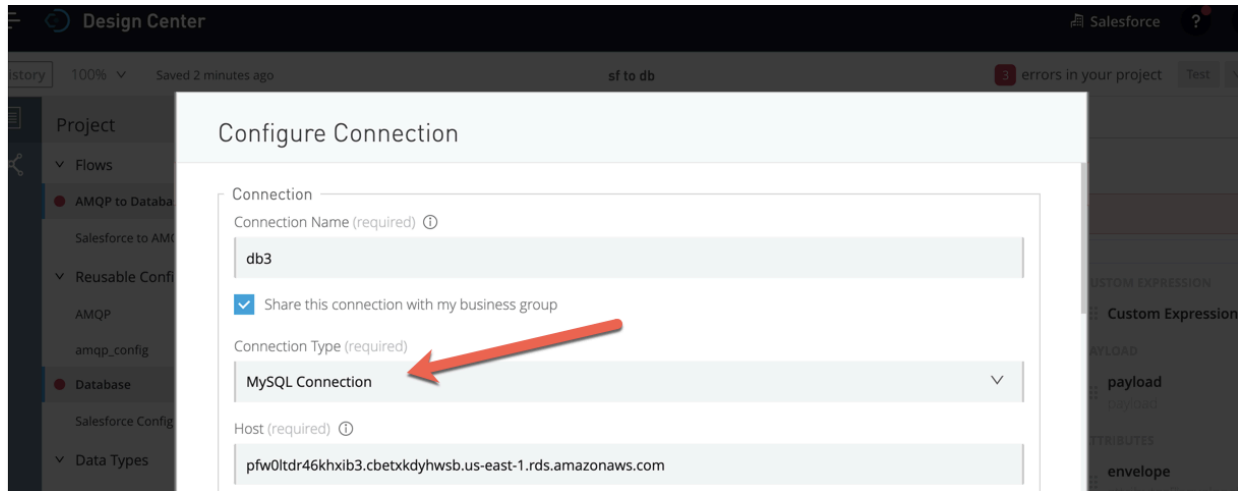 Design Center
Salesforce ?
istory 100% Saved 2 minutes ago sf to db 3 errors in your project Test
Project
Configure Connection
Flows
Connection
AMQP to Databa
Connection Name (required)
Salesforce to AM
db3
Reusable Confi
Share this connection with my business group
USTOM EXPRESSION
AMQP
Custom Expression
amqp_config
Connection Type (required)
AYLOAD
Database
MySQL Connection
payload
payload
Salesforce Config
Host (required)
TTRIBUTES
Data Types
pfw0ltdr46khxib3.cbetxkdyhwsb.us-east-1.rds.amazonaws.com
envelope